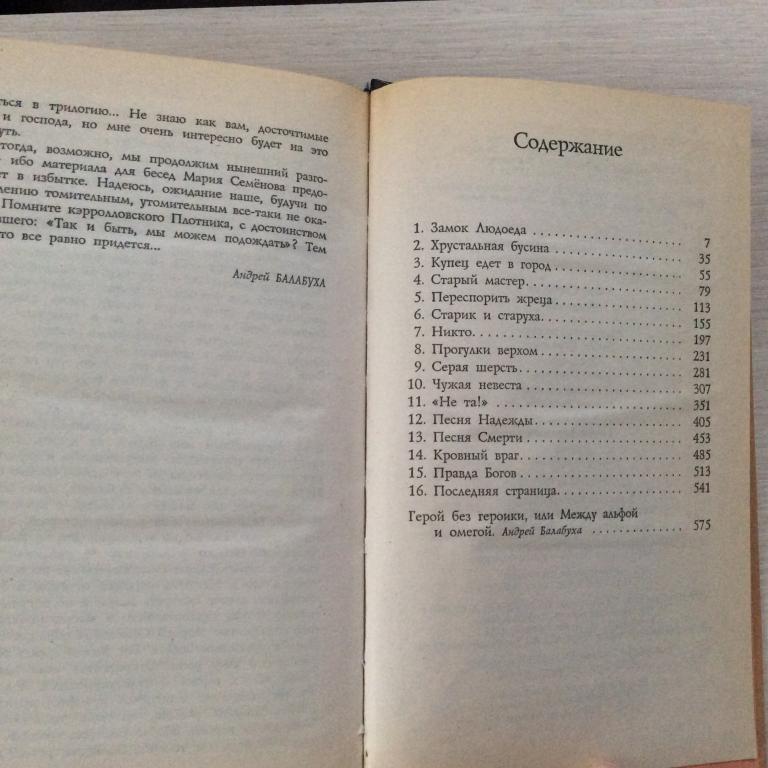 ться в трилогию... Не знаю как вам, досточтимые
и господа, но мне очень интересно будет на это
уть.
тогда, возможно, мы продолжим нынешний разго-
ибо материала для бесед Мария Семёнова предо-
ет в избытке. Надеюсь, ожидание наше, будучи по
лению томительным, утомительным все-таки не ока-
Помните кэрролловского Плотника, с достоинством
вшего: «Так и быть, мы можем подождать»? Тем
то все равно придется...
Андрей БАЛАБУХА
Содержание
1. Замок Людоеда . . . . . . . . . . . . . . . . . . . . 7
2. Хрустальная бусина . . . . . . . . . . . . . . . . . . 35
3. Купец едет в город . . . . . . . . . . . . . . . . . . 55
4. Старый мастер. . . . . . . . . . . . . . . . . . . . . 79
5. Переспорить жреца . . . . . . . . . . . . . . . . . . 113
6. Старик и старуха. . . . . . . . . . . . . . . . . . . 155
7. Никто. . . . . . . . . . . . . . . . . . . . . . . . . 197
8. Прогулки верхом . . . . . . . . . . . . . . . . . . . 231
9. Серая шерсть. . . . . . . . . . . . . . . . . . . . . 281
10. Чужая невеста . . . . . . . . . . . . . . . . . . . . 307
11. «Не та!» . . . . . . . . . . . . . . . . . . . . . . . 351
12. Песня Надежды . . . . . . . . . . . . . . . . . . . . 405
13. Песня Смерти . . . . . . . . . . . . . . . . . . . . 453
14. Кровный враг. . . . . . . . . . . . . . . . . . . . . 485
15. Правда Богов . . . . . . . . . . . . . . . . . . . . 513
16. Последняя страница. . . . . . . . . . . . . . . . . . 541
Герой без героики, или Между альфой
и омегой. Андрей Балабуха . . . . . . . . . . . . 575